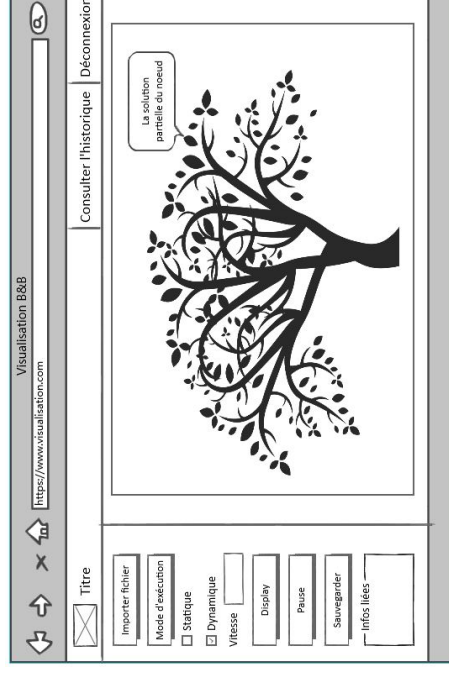 Visualisation B&B
https://www.visualisation.com
Titre
Consulter l'historique
Déconnexion
Importer fichier
Mode d'exécution
Statique
Dynamique
Vitesse
Display
Pause
Sauvegarder
Infos liées
La solution
partielle du noeud